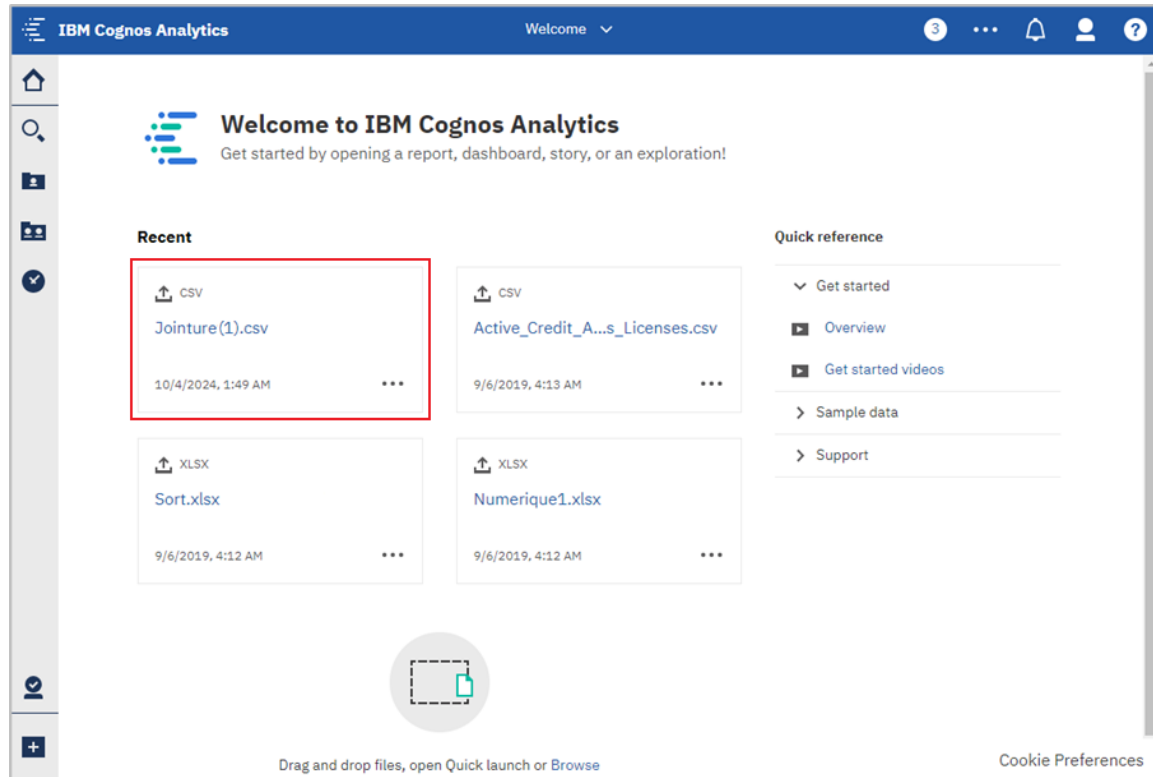 IBM Cognos Analytics
Welcome
3
?
Welcome to IBM Cognos Analytics
Get started by opening a report, dashboard, story, or an exploration!
Recent
CSV
Jointure(1).csv
10/4/2024, 1:49 AM
CSV
Active_Credit_A...s_Licenses.csv
9/6/2019, 4:13 AM
XLSX
Sort.xlsx
9/6/2019, 4:12 AM
XLSX
Numerique1.xlsx
9/6/2019, 4:12 AM
Quick reference
Get started
Overview
Get started videos
Sample data
Support
Drag and drop files, open Quick launch or Browse
Cookie Preferences